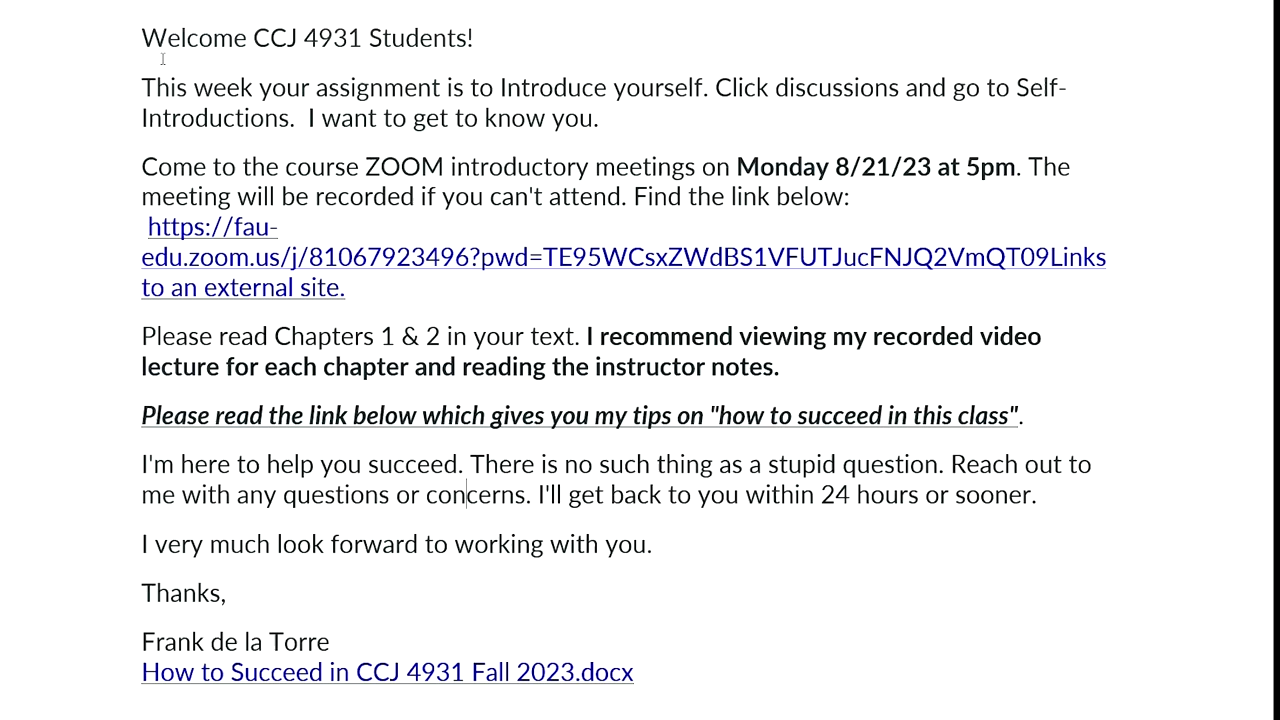 Welcome CCJ 4931 Students!
This week your assignment is to Introduce yourself. Click discussions and go to Self-
Introductions.  I want to get to know you.
Come to the course ZOOM introductory meetings on Monday 8/21/23 at 5pm. The
meeting will be recorded if you can't attend. Find the link below:
https://fau-
edu.zoom.us/j/81067923496?pwd=TE95WCsxZWdBS1VFUTJucFNJQ2VmQT09Links
to an external site.
Please read Chapters 1 & 2 in your text. I recommend viewing my recorded video
lecture for each chapter and reading the instructor notes.
Please read the link below which gives you my tips on "how to succeed in this class".
I'm here to help you succeed. There is no such thing as a stupid question. Reach out to
me with any questions or concerns. I'll get back to you within 24 hours or sooner.
I very much look forward to working with you.
Thanks,
Frank de la Torre
How to Succeed in CCJ 4931 Fall 2023.docx